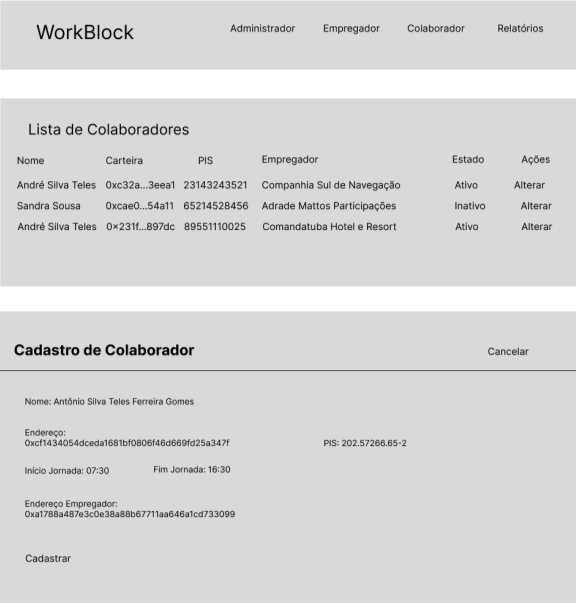 WorkBlock Administrador Empregador Colaborador Relatórios
Lista de Colaboradores
Nome Carteira PIS Empregador Estado Ações
André Silva Teles 0xc32a...3eea1 23143243521 Companhia Sul de Navegação Ativo Alterar
Sandra Sousa 0xcae0...54a11 65214528456 Adrade Mattos Participações Inativo Alterar
André Silva Teles 0×231f...897dc 89551110025 Comandatuba Hotel e Resort Ativo Alterar
Cadastro de Colaborador Cancelar
Nome: Antônio Silva Teles Ferreira Gomes
Endereço:
0xcf1434054dceda1681bf0806f46d669fd25a347f PIS: 202.57266.65-2
Início Jornada: 07:30 Fim Jornada: 16:30
Endereço Empregador:
0xa1788a487e3c0e38a88b67711aa646a1cd733099
Cadastrar